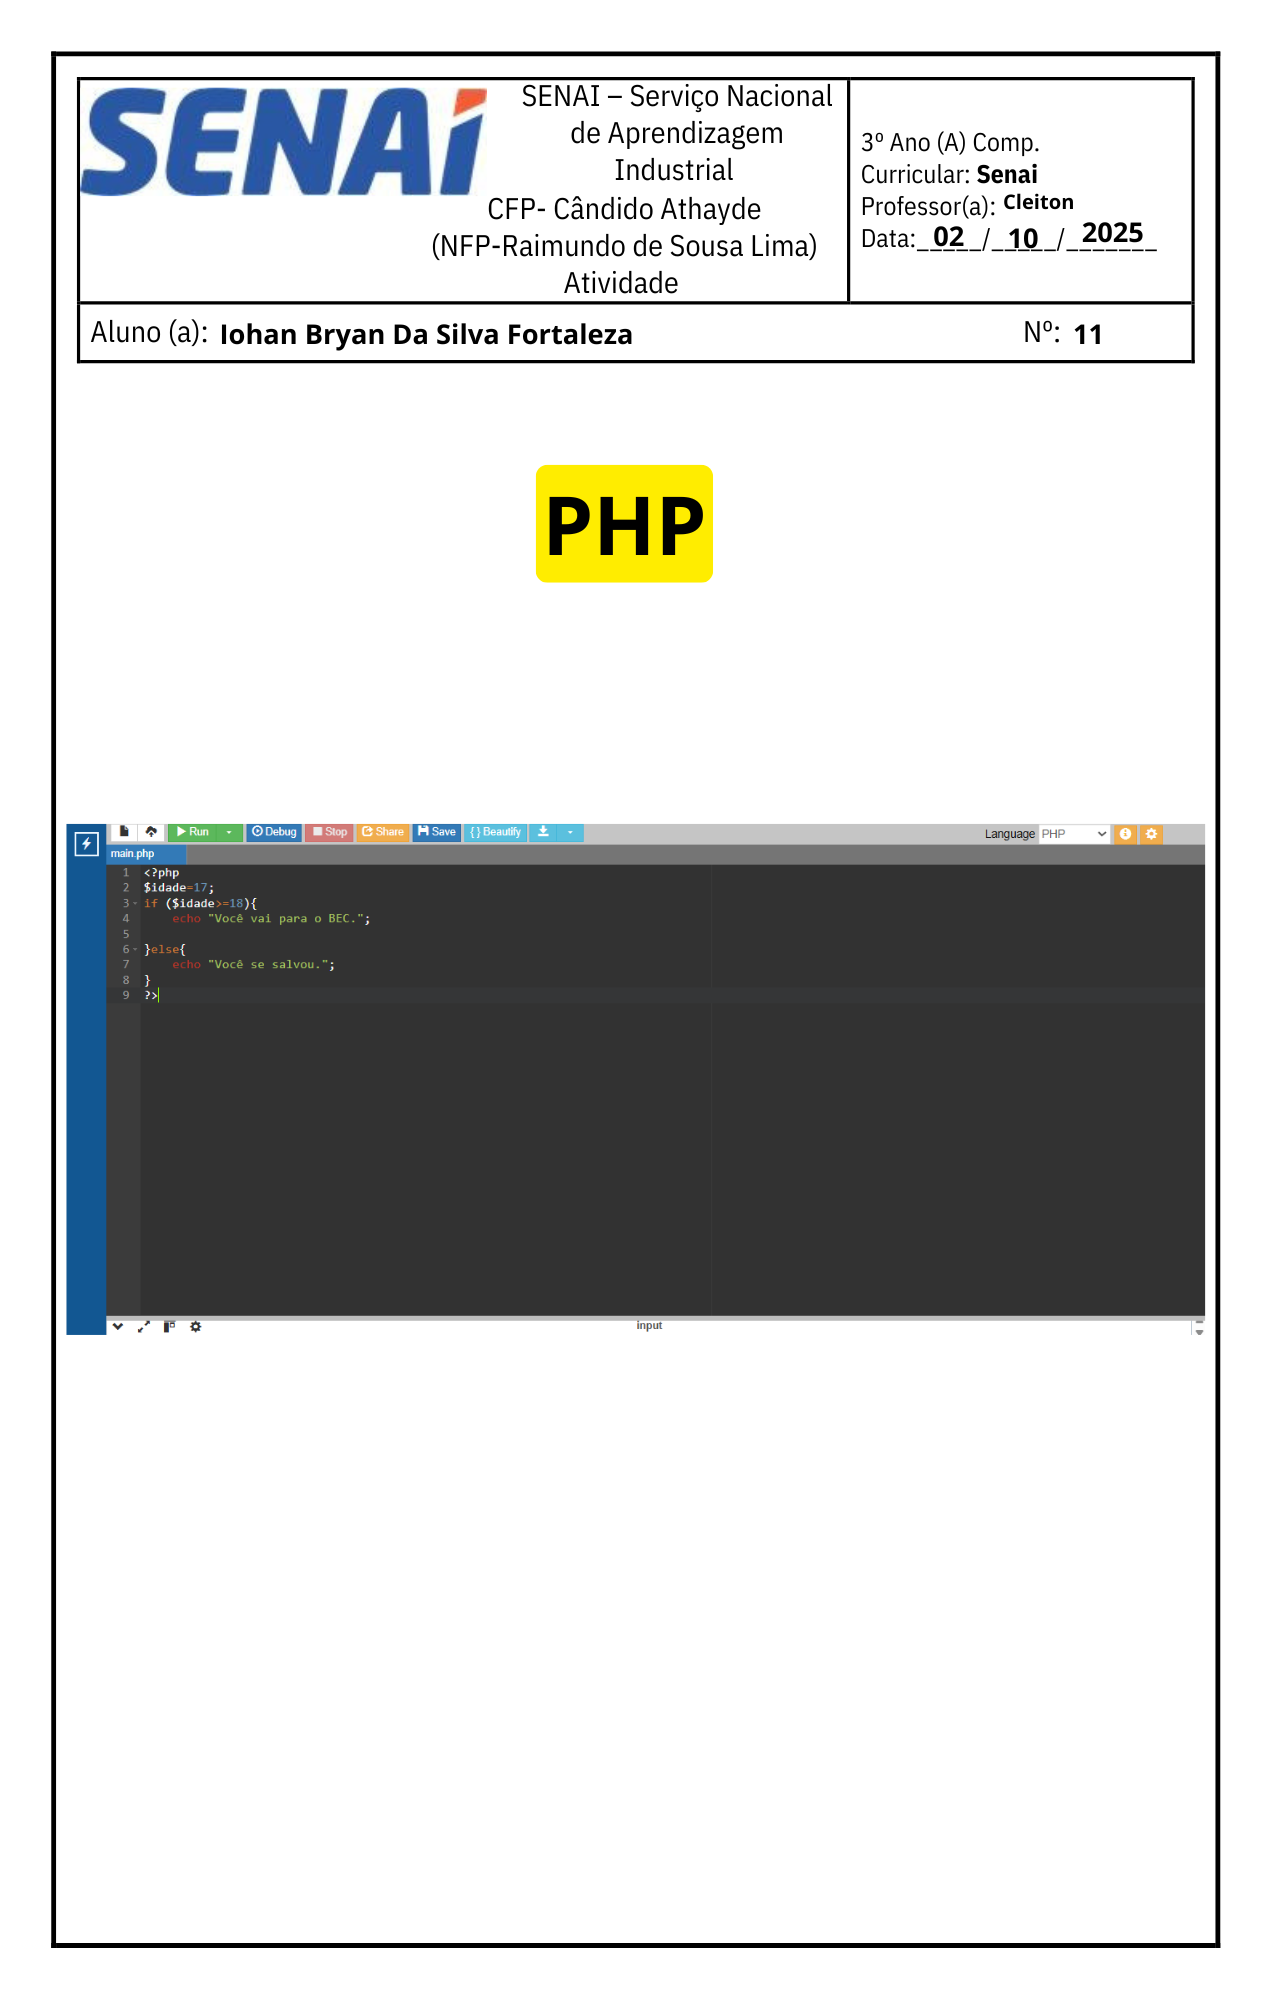 SENAI
SENAI – Serviço Nacional
de Aprendizagem
Industrial
CFP- Cândido Athayde
(NFP-Raimundo de Sousa Lima)
Atividade
3º Ano (A) Comp.
Curricular: Senai
Professor(a): Cleiton
Data:_02_/_10_/_2025_
Aluno (a): Iohan Bryan Da Silva Fortaleza Nº: 11
PHP
Run Debug Stop Share Save { } Beautify Language PHP
main.php
1 <?php
2 $idade=17;
3 if ($idade>=18){
4 echo "Você vai para o BEC.";
5
6 }else{
7 echo "Você se salvou.";
8 }
9 ?>
input